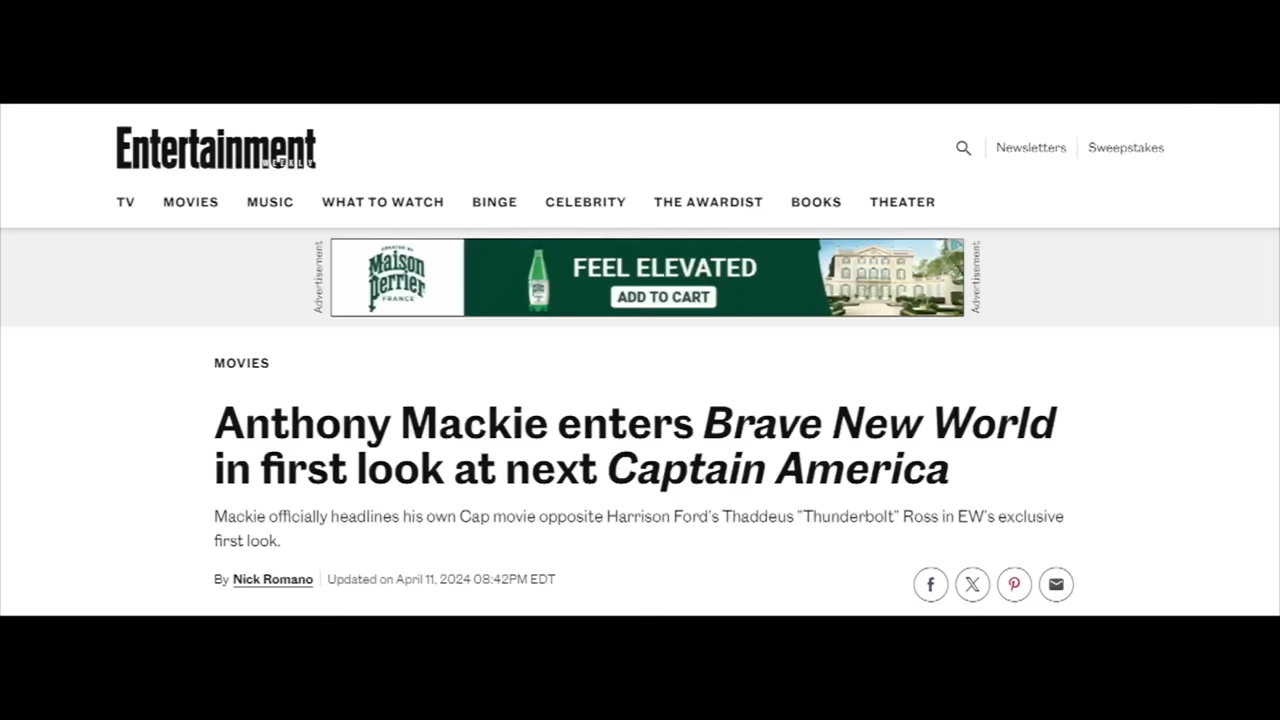 Entertainment
WEEKLY
Newsletters
Sweepstakes
TV MOVIES MUSIC WHAT TO WATCH BINGE CELEBRITY THE AWARDIST BOOKS THEATER
Advertisement
CREATED BY
Maison
perrier
FRANCE
FEEL ELEVATED
ADD TO CART
Advertisement
MOVIES
Anthony Mackie enters Brave New World
in first look at next Captain America
Mackie officially headlines his own Cap movie opposite Harrison Ford's Thaddeus "Thunderbolt" Ross in EW's exclusive
first look.
By Nick Romano Updated on April 11, 2024 08:42PM EDT